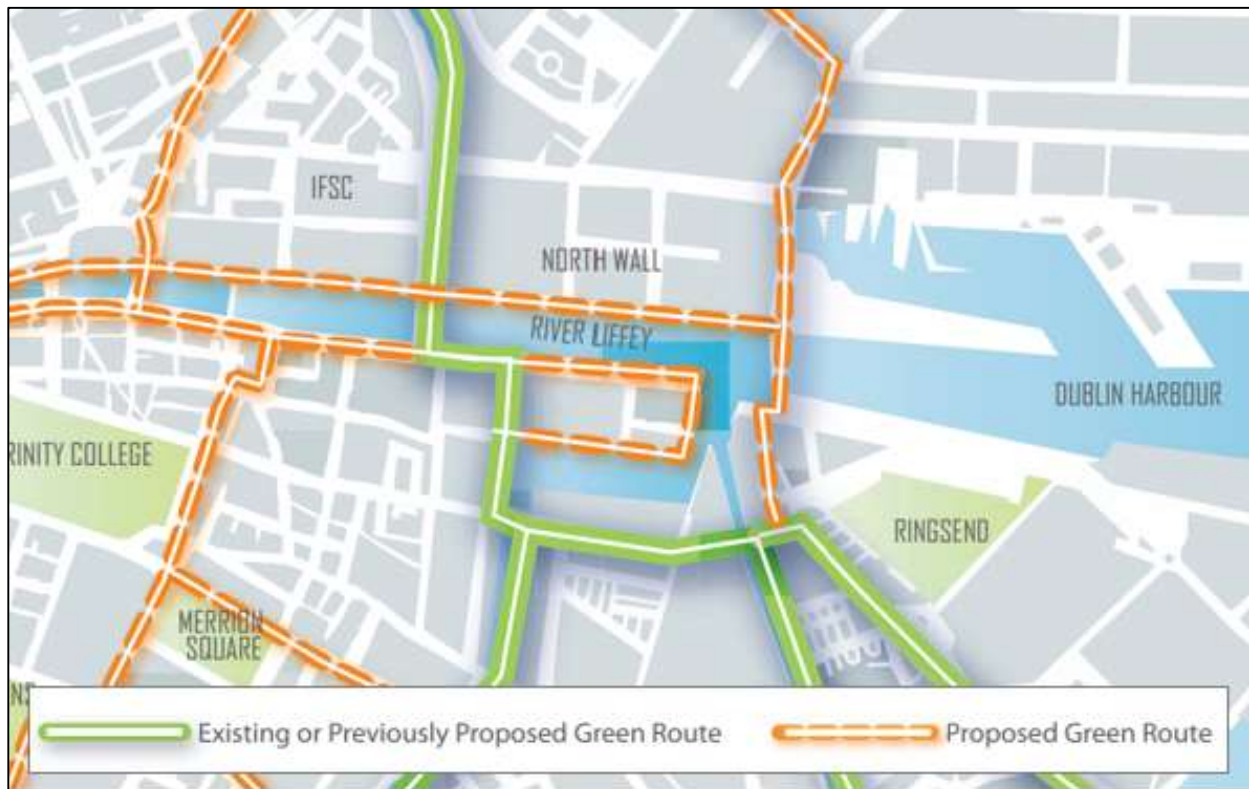 IFSC
NORTH WALL
RIVER LIFFEY
DUBLIN HARBOUR
RINITY COLLEGE
RINGSEND
MERRION
SQUARE
NS
Existing or Previously Proposed Green Route
Proposed Green Route